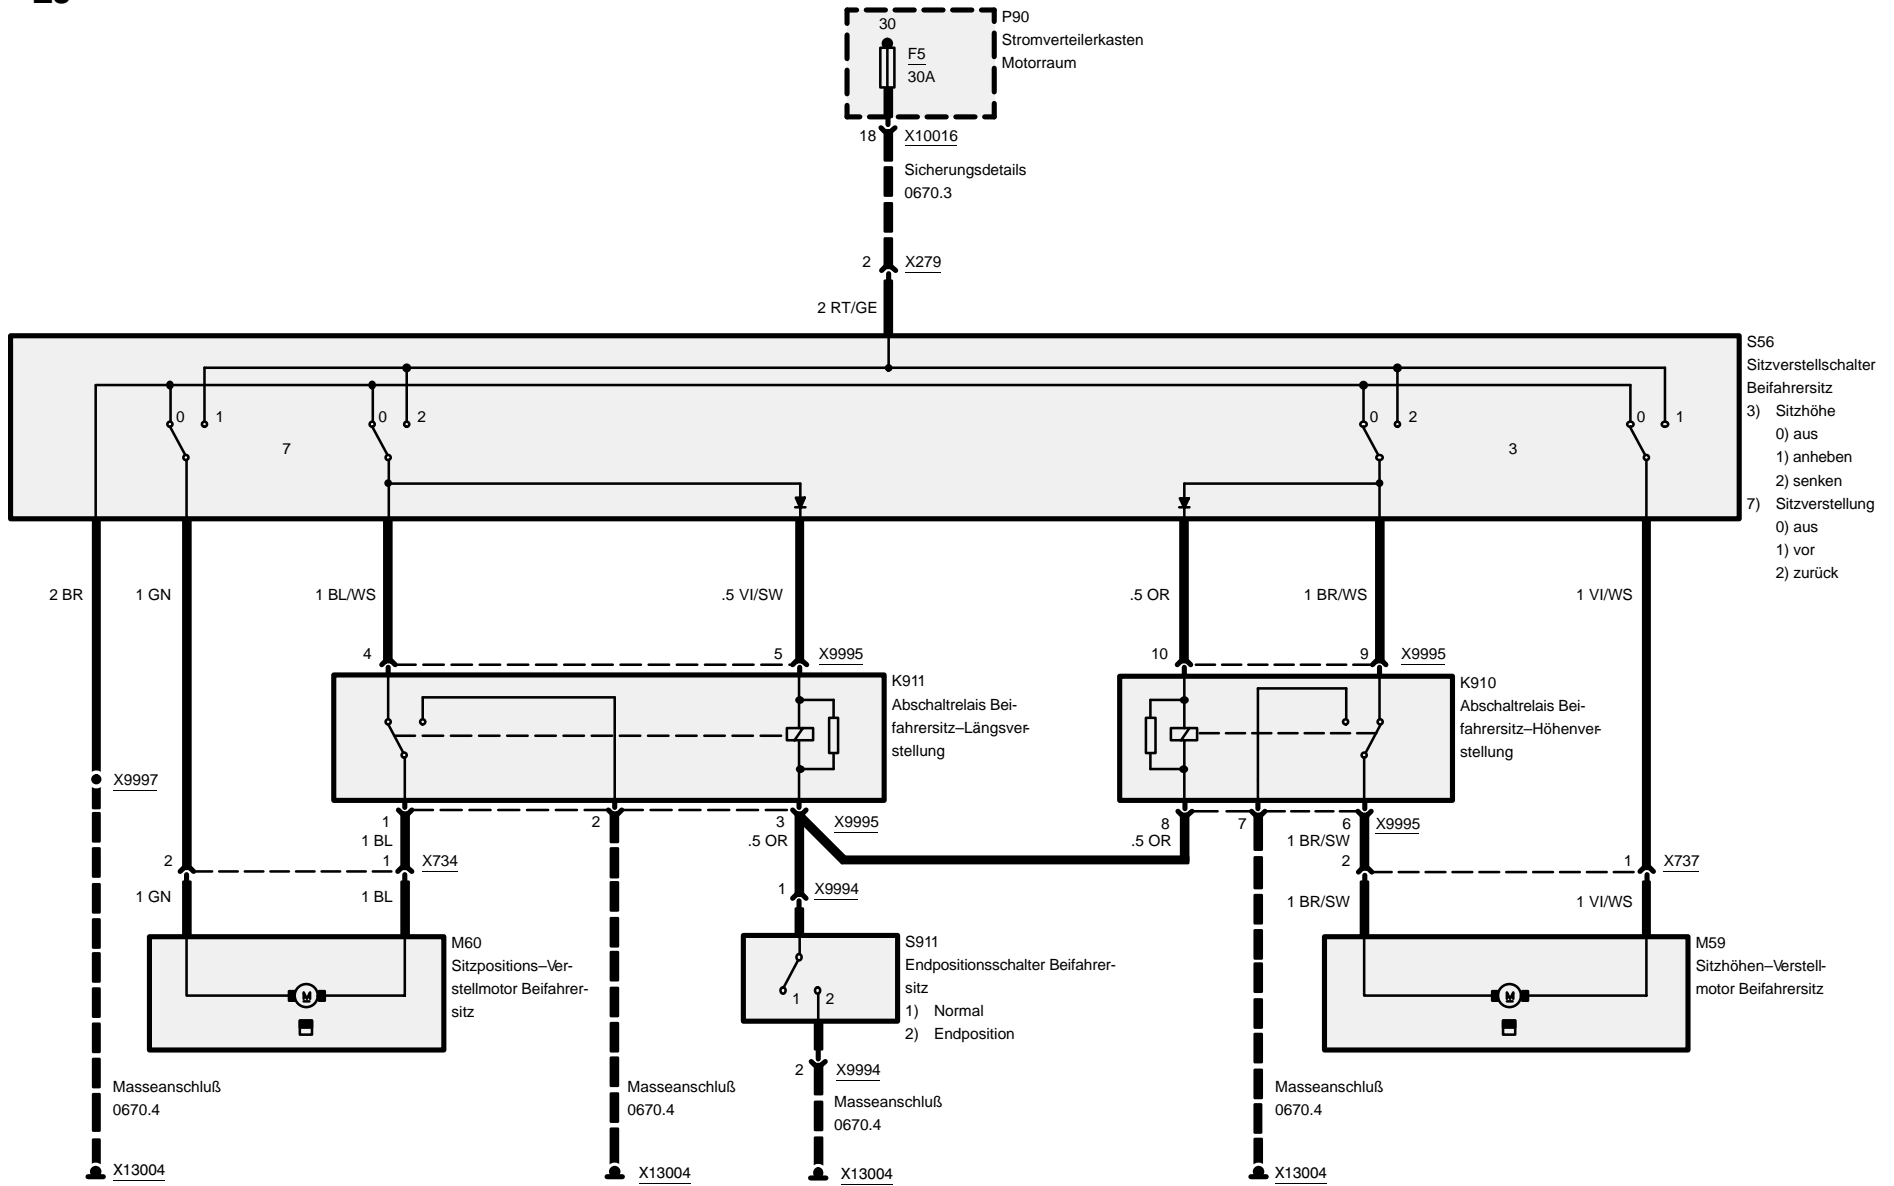 30
F5
30A
P90
Stromverteilerkasten
Motorraum
18
X10016
Sicherungsdetails
0670.3
2
X279
2 RT/GE
S56
Sitzverstellschalter
Beifahrersitz
3) Sitzhöhe
0) aus
1) anheben
2) senken
7) Sitzverstellung
0) aus
1) vor
2) zurück
0 1 0 2 0 2 0 1
7 3
2 BR 1 GN 1 BL/WS .5 VI/SW .5 OR 1 BR/WS 1 VI/WS
4 5 X9995 10 9 X9995
K911
Abschaltrelais Bei-
fahrersitz–Längsver-
stellung
K910
Abschaltrelais Bei-
fahrersitz–Höhenver-
stellung
X9997
1 2 3 X9995 8 7 6 X9995
1 BL .5 OR .5 OR 1 BR/SW
2 1 X734 2 1 X737
1 GN 1 BL 1 X9994 1 BR/SW 1 VI/WS
M60
Sitzpositions–Ver-
stellmotor Beifahrer-
sitz
M
S911
Endpositionsschalter Beifahrer-
sitz
1) Normal
2) Endposition
1 2
M59
Sitzhöhen–Verstell-
motor Beifahrersitz
M
2 X9994
Masseanschluß
0670.4
Masseanschluß
0670.4
Masseanschluß
0670.4
Masseanschluß
0670.4
X13004 X13004 X13004 X13004